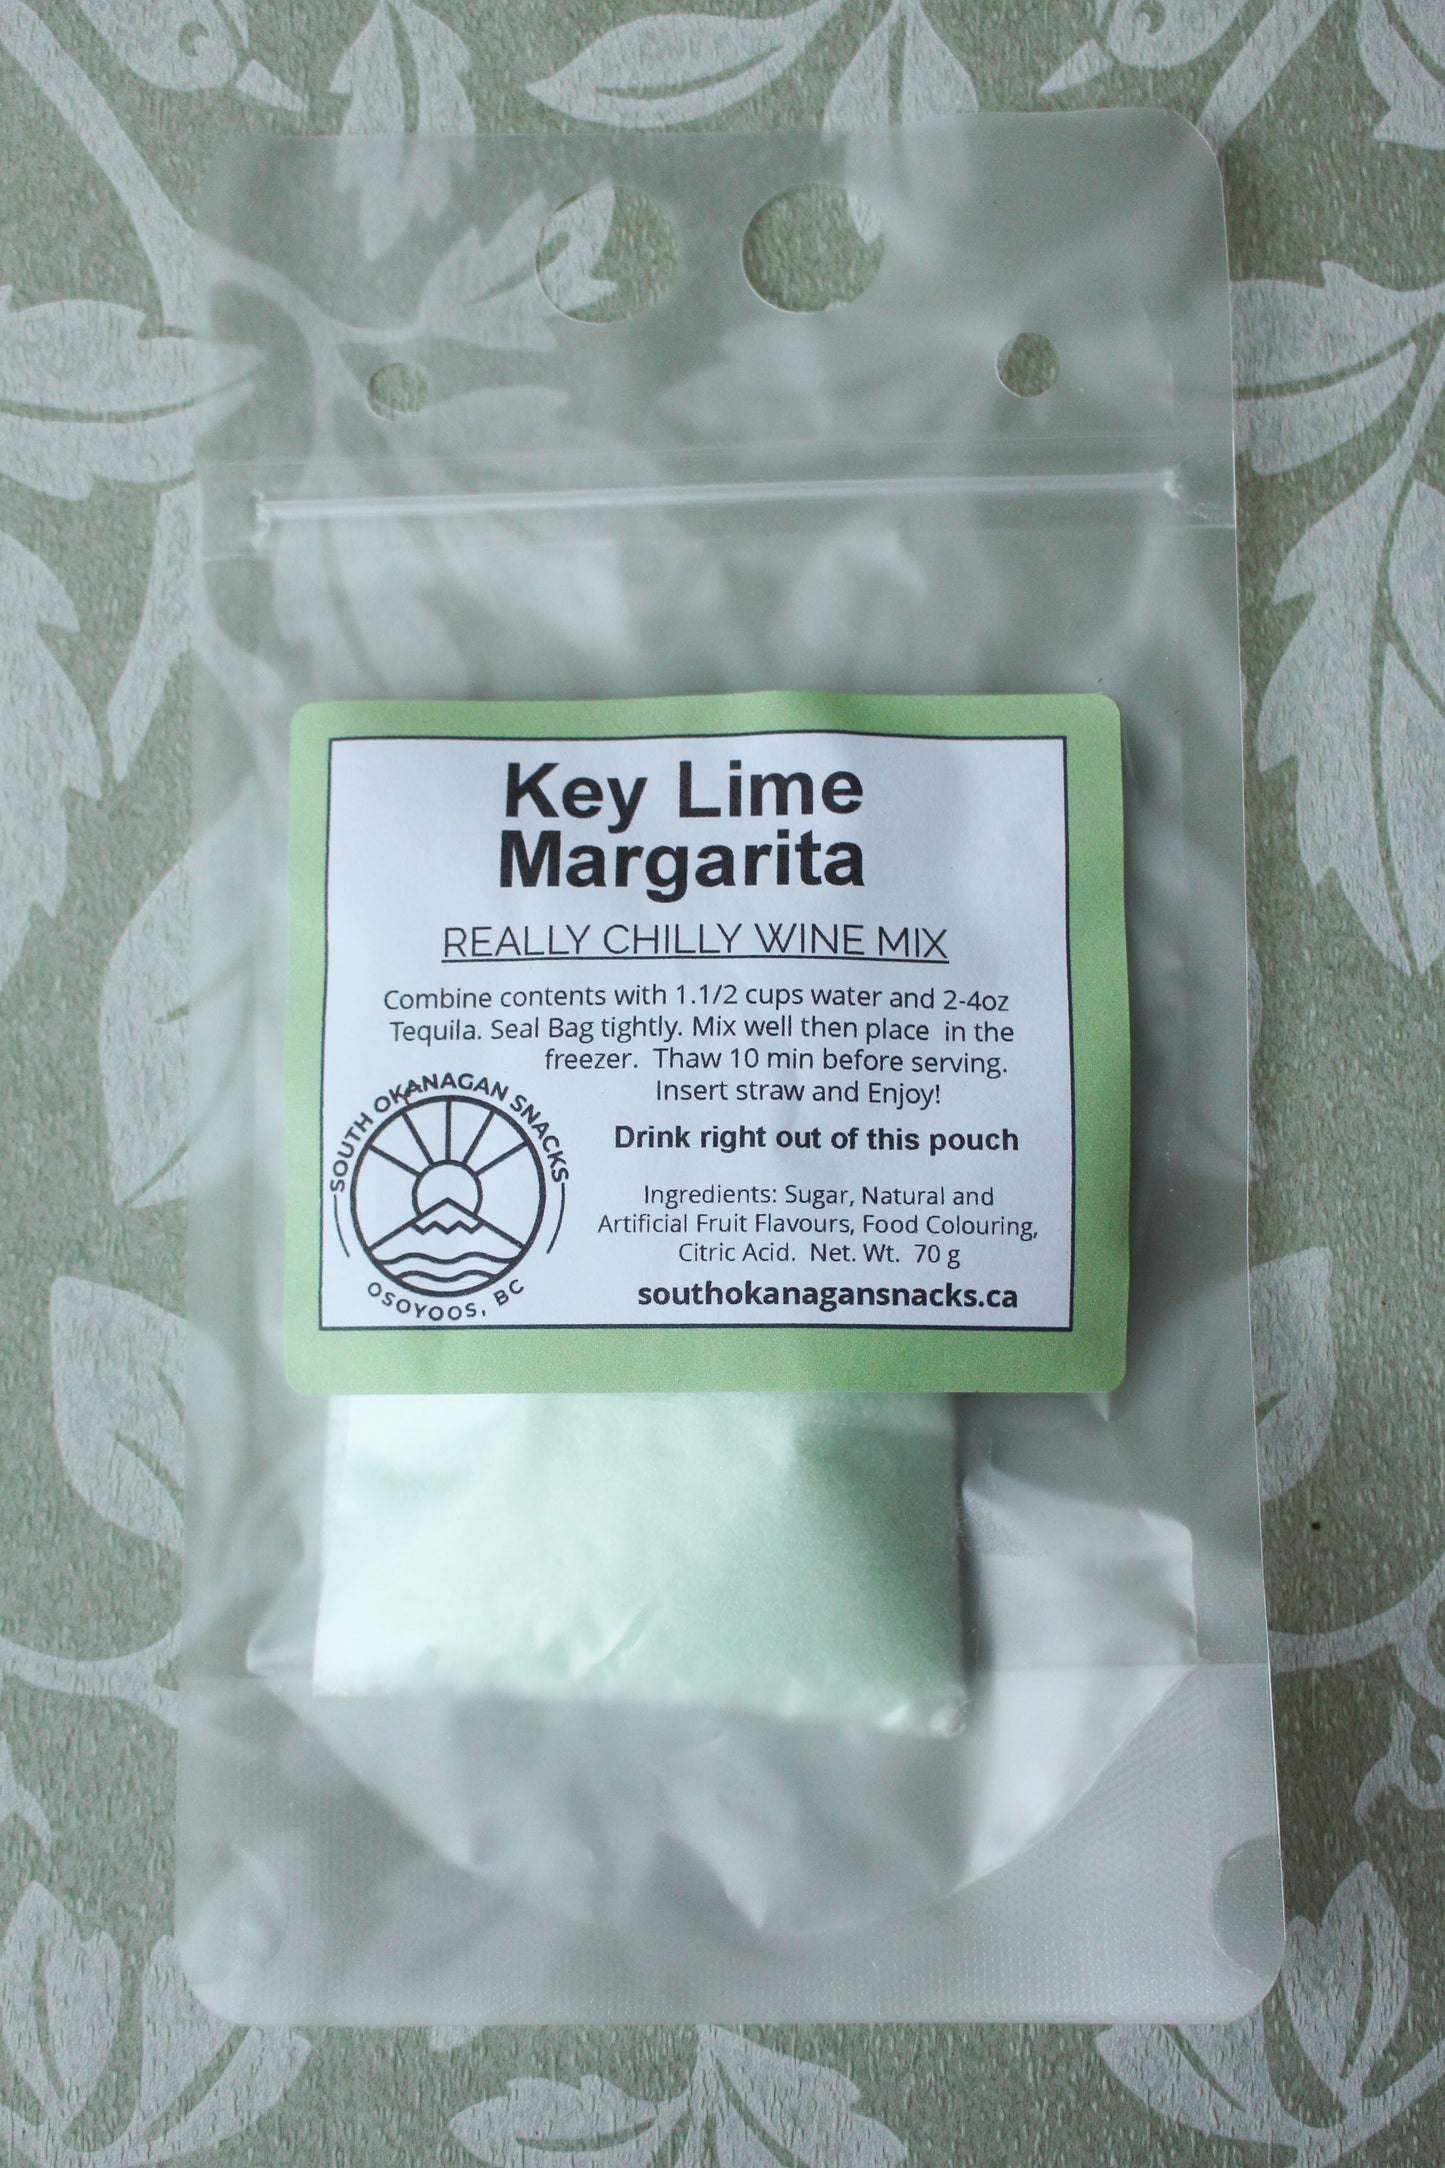 Key Lime
Margarita
REALLY CHILLY WINE MIX
Combine contents with 1.1/2 cups water and 2-4oz
Tequila. Seal Bag tightly. Mix well then place in the
freezer. Thaw 10 min before serving.
Insert straw and Enjoy!
Drink right out of this pouch
Ingredients: Sugar, Natural and
Artificial Fruit Flavours, Food Colouring,
Citric Acid. Net. Wt. 70 g
southokanagansnacks.ca
SOUTH OKANAGAN SNACKS
OSOYOOS, BC